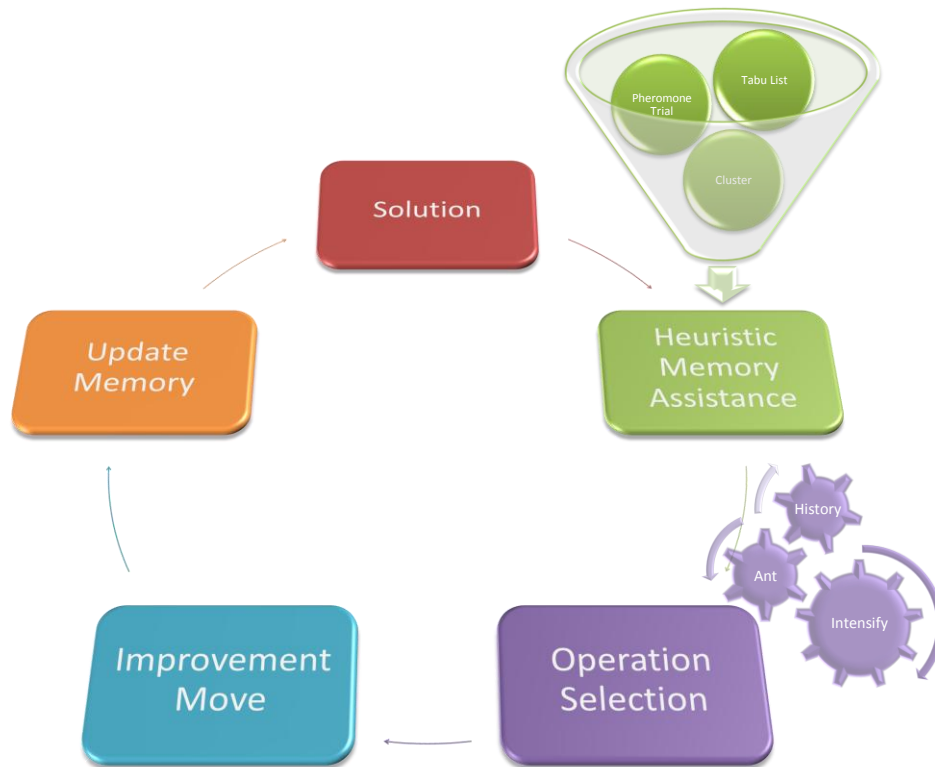 Tabu List
Pheromone
Trial
Cluster
Solution
Heuristic
Memory
Assistance
Update
Memory
History
Ant
Intensify
Improvement
Move
Operation
Selection